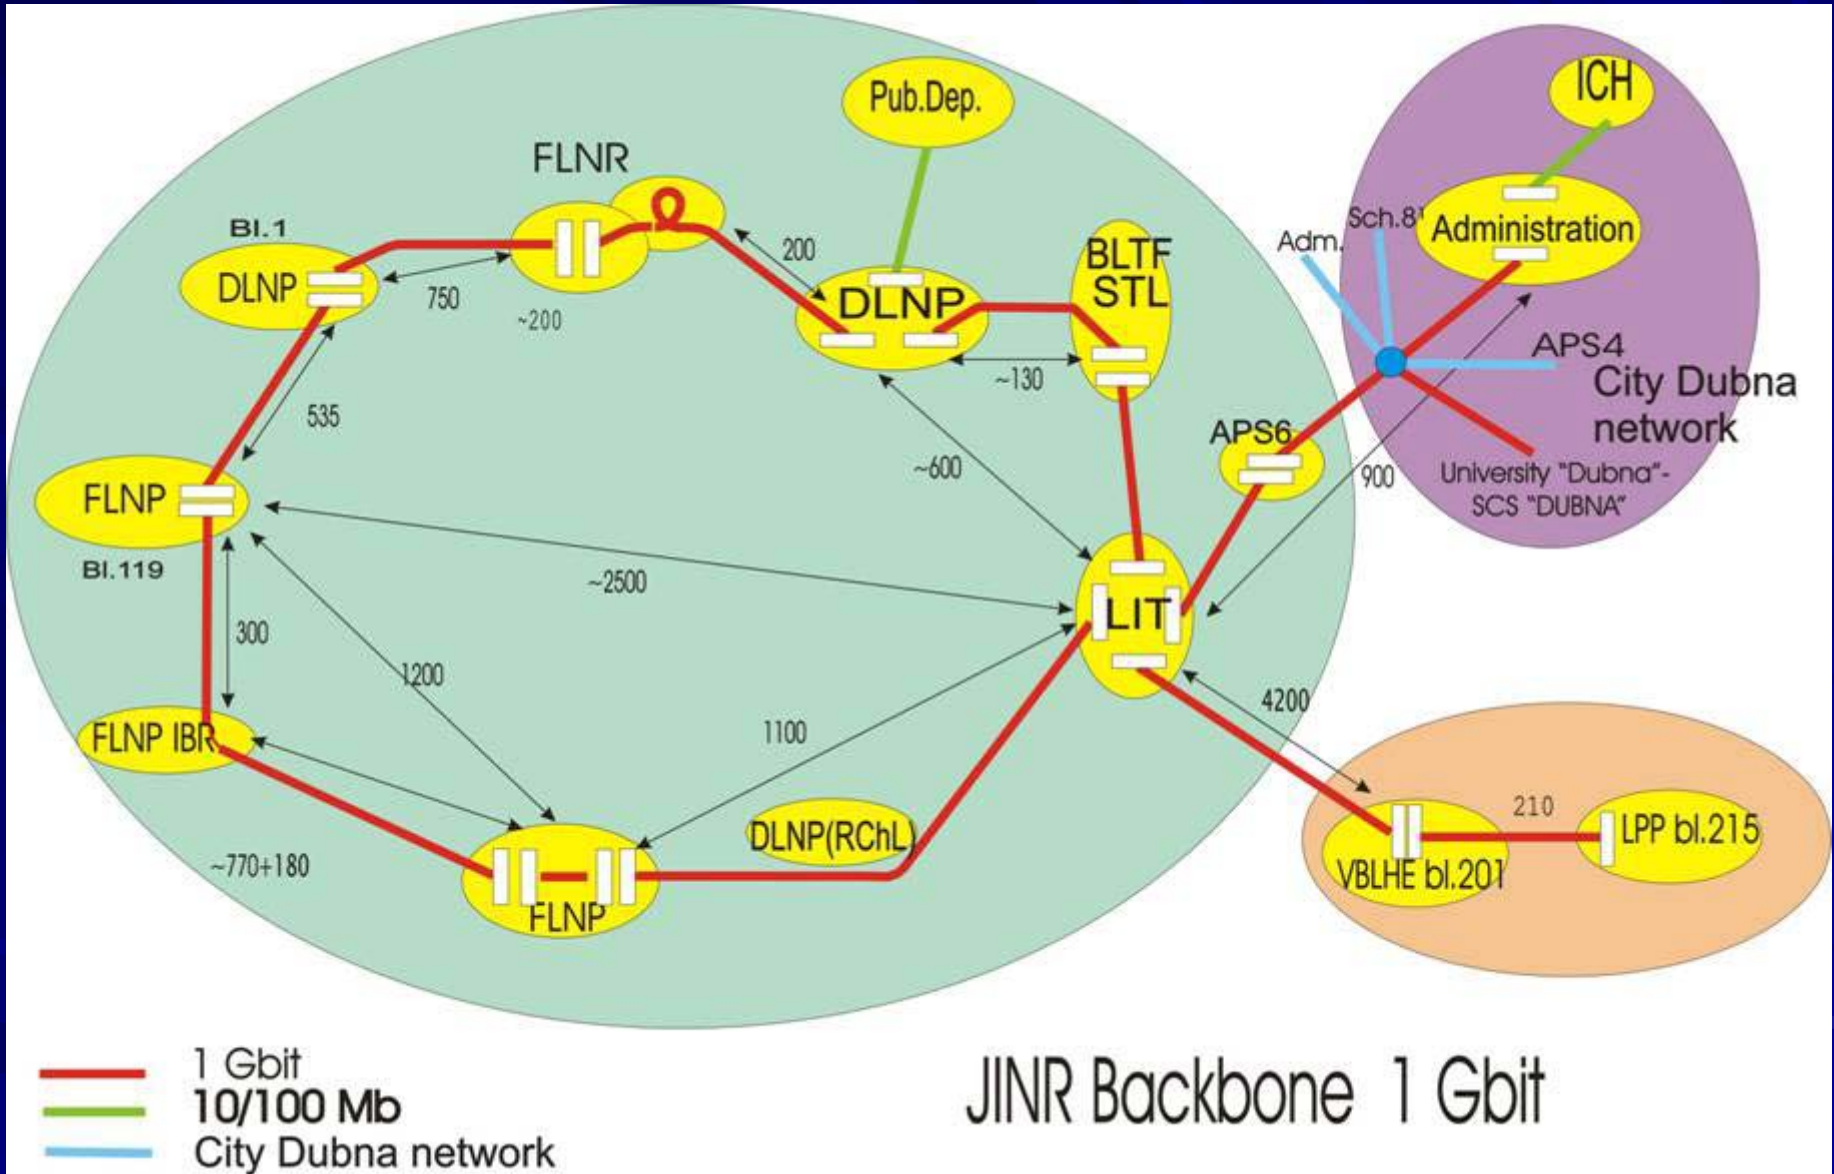 Pub.Dep.
ICH
FLNR
Bl.1
DLNP
200
DLNP
BLTF
STL
Adm.
Sch.8
Administration
750
~200
~130
APS4
City Dubna
network
University "Dubna"-
SCS "DUBNA"
535
APS6
900
FLNP
Bl.119
~600
~2500
LIT
300
1200
1100
4200
FLNP IBR
~770+180
FLNP
DLNP(RChL)
210
VBLHE bl.201
LPP bl.215
1 Gbit
10/100 Mb
City Dubna network
JINR Backbone 1 Gbit